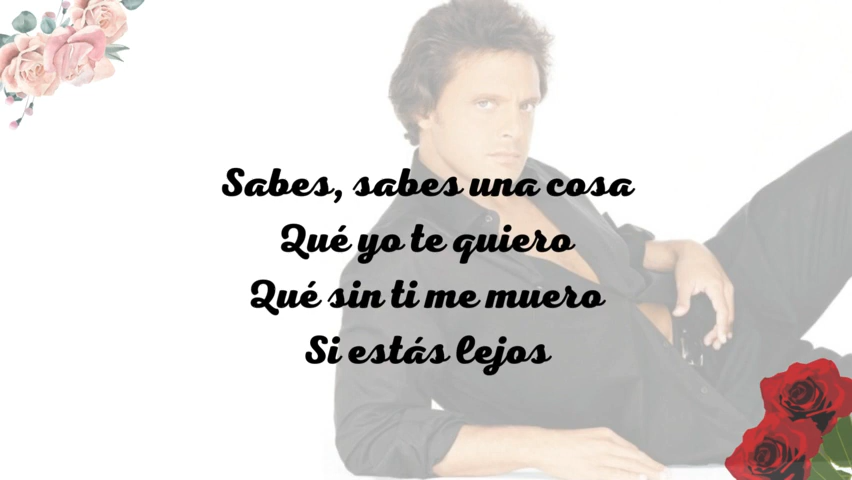 Sabes, sabes una cosa
Qué yo te quiero
Qué sin ti me muero
Si estás lejos